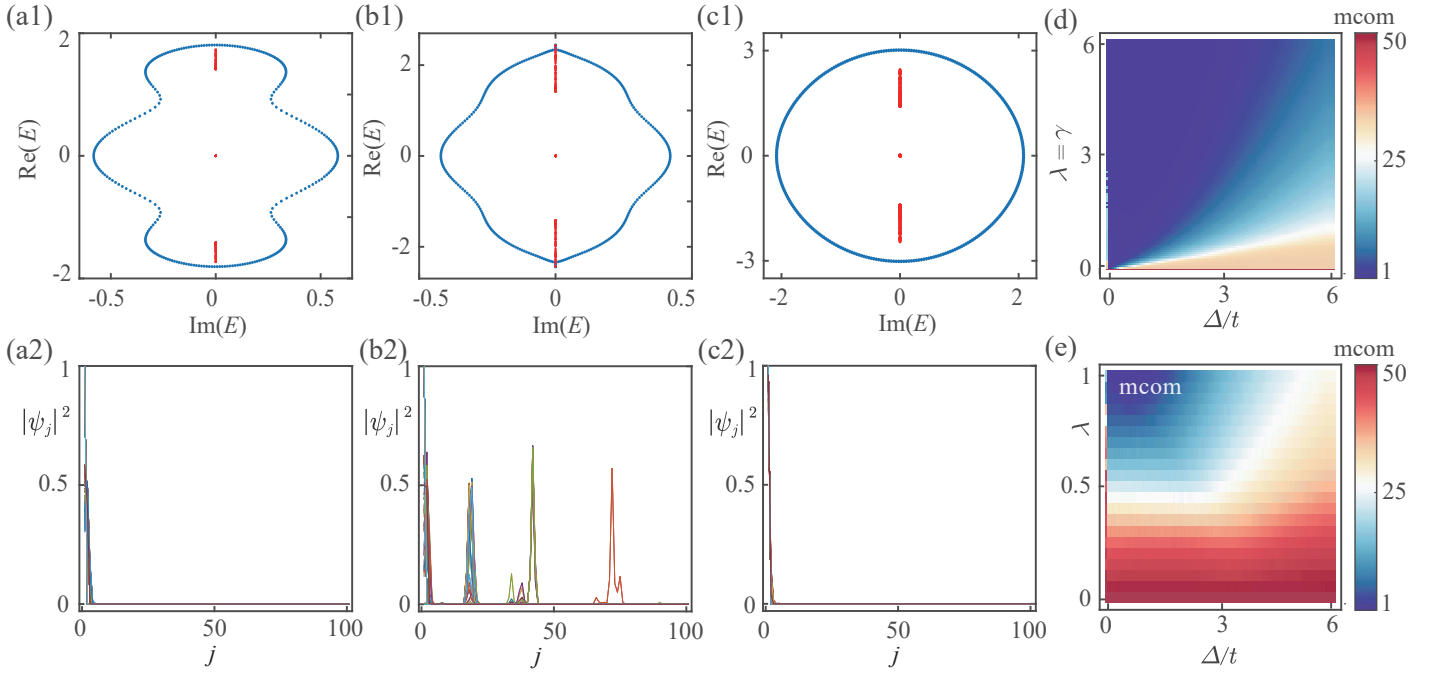 (a1)
2
0
-2
Re(E)
-0.5
0
0.5
Im(E)
(b1)
2
0
-2
Re(E)
-0.5
0
0.5
Im(E)
(c1)
3
0
-3
Re(E)
-2
0
2
Im(E)
(d)
mcom
6
3
0
λ = γ
0
3
6
Δ/t
50
25
1
(a2)
1
0.5
0
|ψj|²
0
50
100
j
(b2)
1
0.5
0
|ψj|²
0
50
100
j
(c2)
1
0.5
0
|ψj|²
0
50
100
j
(e)
mcom
mcom
1
0.5
0
λ
0
3
6
Δ/t
50
25
1